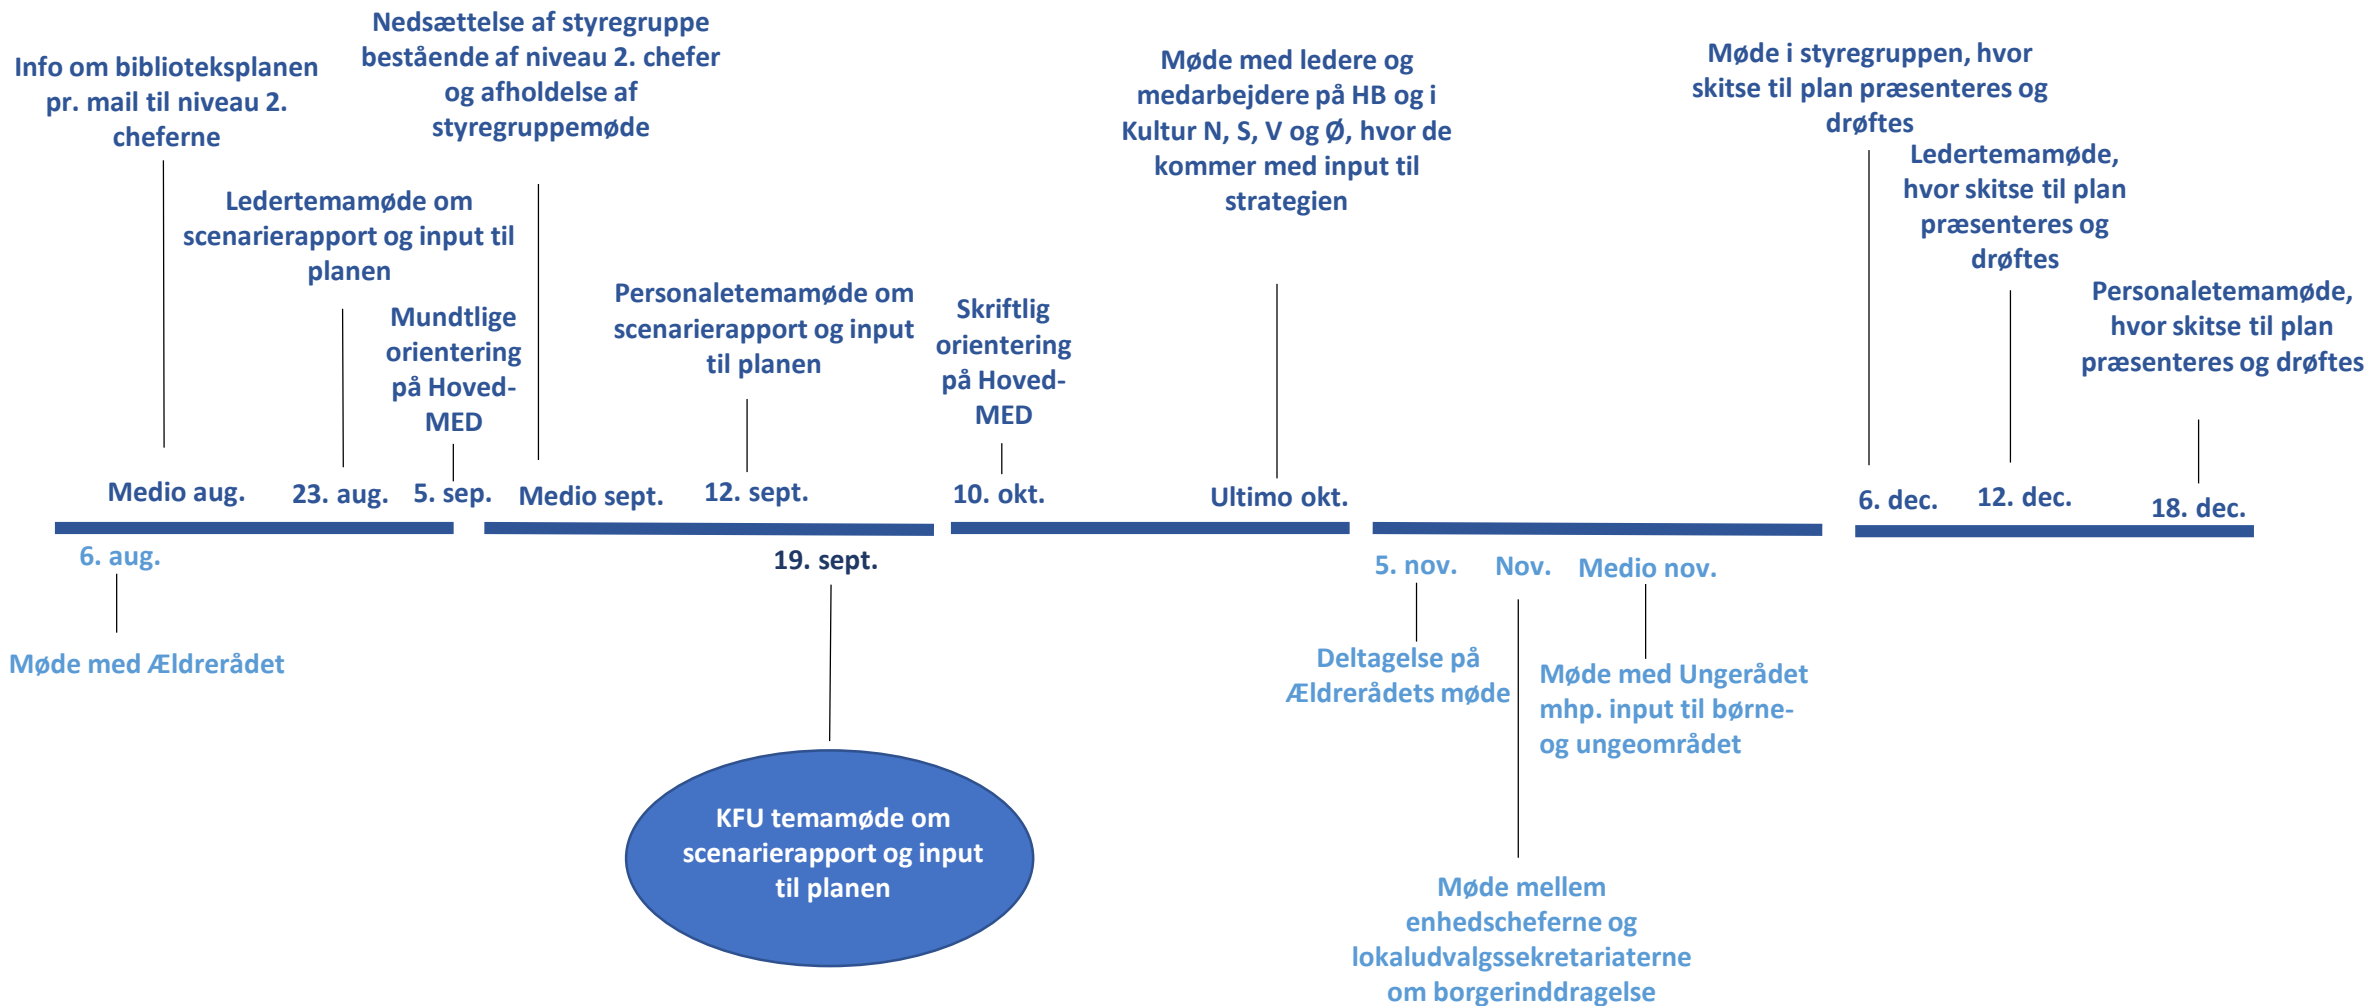 Info om biblioteksplanen
pr. mail til niveau 2.
cheferne
Ledertemamøde om
scenarierapport og input til
planen
Mundtlige
orientering
på Hoved-
MED
Nedsættelse af styregruppe
bestående af niveau 2. chefer
og afholdelse af
styregruppemøde
Personaletemamøde om
scenarierapport og input
til planen
Skriftlig
orientering
på Hoved-
MED
Møde med ledere og
medarbejdere på HB og i
Kultur N, S, V og Ø, hvor de
kommer med input til
strategien
Møde i styregruppen, hvor
skitse til plan præsenteres og
drøftes
Ledertemamøde,
hvor skitse til plan
præsenteres og
drøftes
Personaletemamøde,
hvor skitse til plan
præsenteres og drøftes
Medio aug.
23. aug.
5. sep.
Medio sept.
12. sept.
10. okt.
Ultimo okt.
6. dec.
12. dec.
18. dec.
6. aug.
19. sept.
5. nov.
Nov.
Medio nov.
Møde med Ældrerådet
KFU temamøde om
scenarierapport og input
til planen
Deltagelse på
Ældrerådets møde
Møde med Ungerådet
mhp. input til børne-
og ungeområdet
Møde mellem
enhedscheferne og
lokaludvalgssekretariaterne
om borgerinddragelse